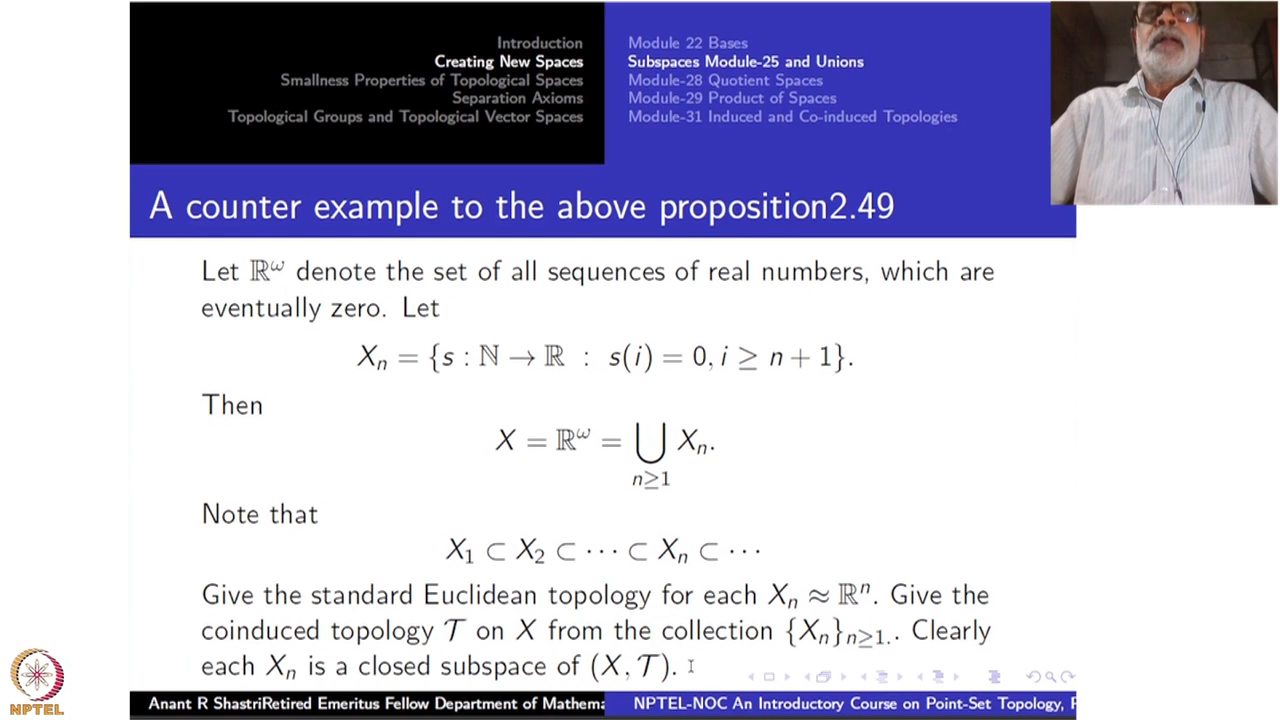 Introduction
Creating New Spaces
Smallness Properties of Topological Spaces
Separation Axioms
Topological Groups and Topological Vector Spaces
Module 22 Bases
Subspaces Module-25 and Unions
Module-28 Quotient Spaces
Module-29 Product of Spaces
Module-31 Induced and Co-induced Topologies
A counter example to the above proposition2.49
Let ℝ^ω denote the set of all sequences of real numbers, which are
eventually zero. Let
X_n = {s : ℕ → ℝ : s(i) = 0, i ≥ n + 1}.
Then
X = ℝ^ω = ⋃_{n≥1} X_n.
Note that
X_1 ⊂ X_2 ⊂ ··· ⊂ X_n ⊂ ···
Give the standard Euclidean topology for each X_n ≈ ℝ^n. Give the
coinduced topology 𝒯 on X from the collection {X_n}_{n≥1.}. Clearly
each X_n is a closed subspace of (X, 𝒯).
Anant R ShastriRetired Emeritus Fellow Department of Mathema
NPTEL-NOC An Introductory Course on Point-Set Topology, P
NPTEL